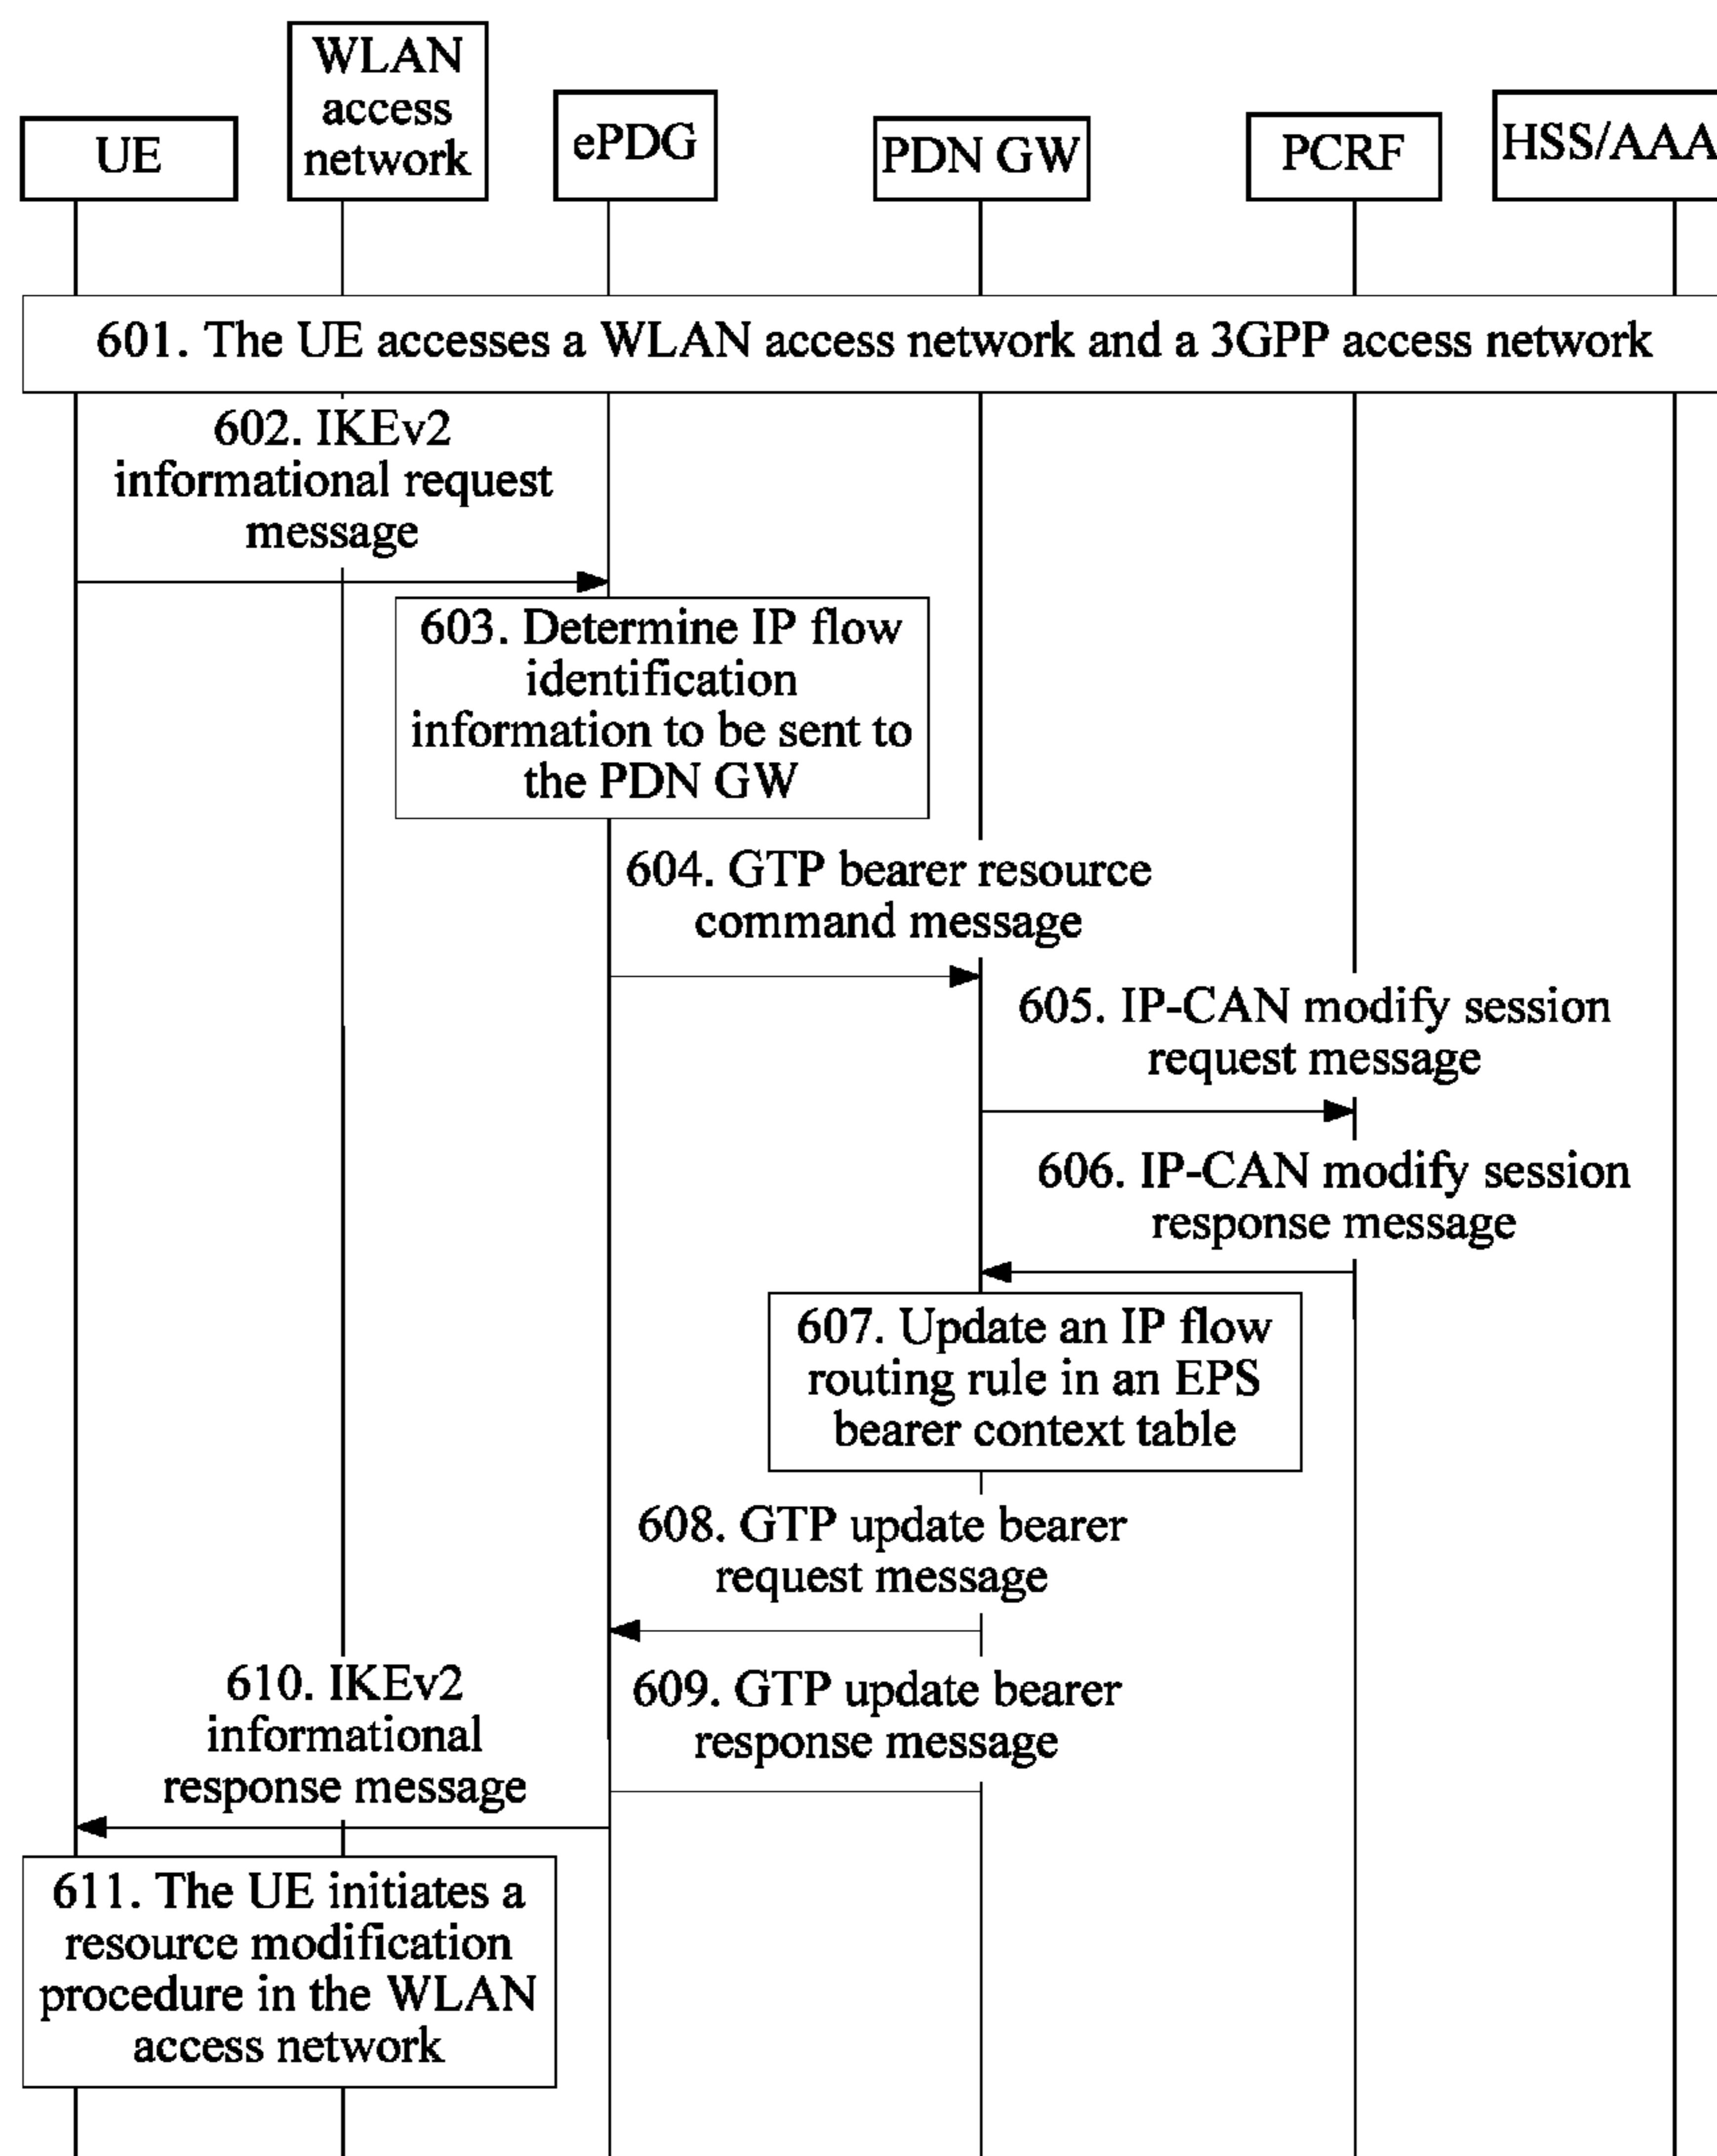 WLAN
access
network
UE
ePDG
PDN GW
PCRF
HSS/AAA
601. The UE accesses a WLAN access network and a 3GPP access network
602. IKEv2
informational request
message
603. Determine IP flow
identification
information to be sent to
the PDN GW
604. GTP bearer resource
command message
605. IP-CAN modify session
request message
606. IP-CAN modify session
response message
607. Update an IP flow
routing rule in an EPS
bearer context table
608. GTP update bearer
request message
609. GTP update bearer
response message
610. IKEv2
informational
response message
611. The UE initiates a
resource modification
procedure in the WLAN
access network